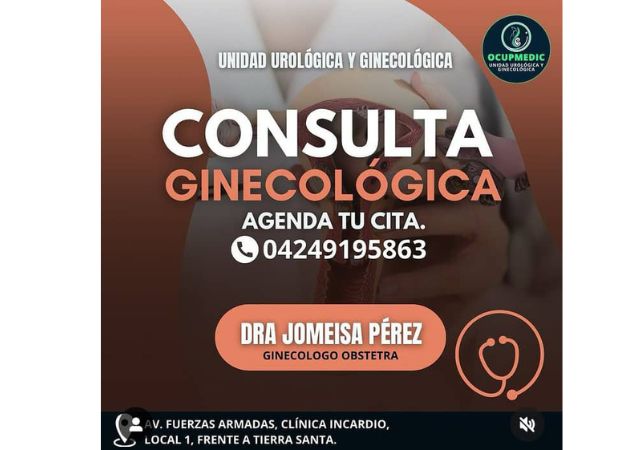 UNIDAD UROLÓGICA Y GINECOLÓGICA
OCUPMEDIC
UNIDAD UROLÓGICA Y
GINECOLÓGICA
CONSULTA
GINECOLÓGICA
AGENDA TU CITA.
04249195863
DRA JOMEISA PÉREZ
GINECOLOGO OBSTETRA
AV. FUERZAS ARMADAS, CLÍNICA INCARDIO,
LOCAL 1, FRENTE A TIERRA SANTA.